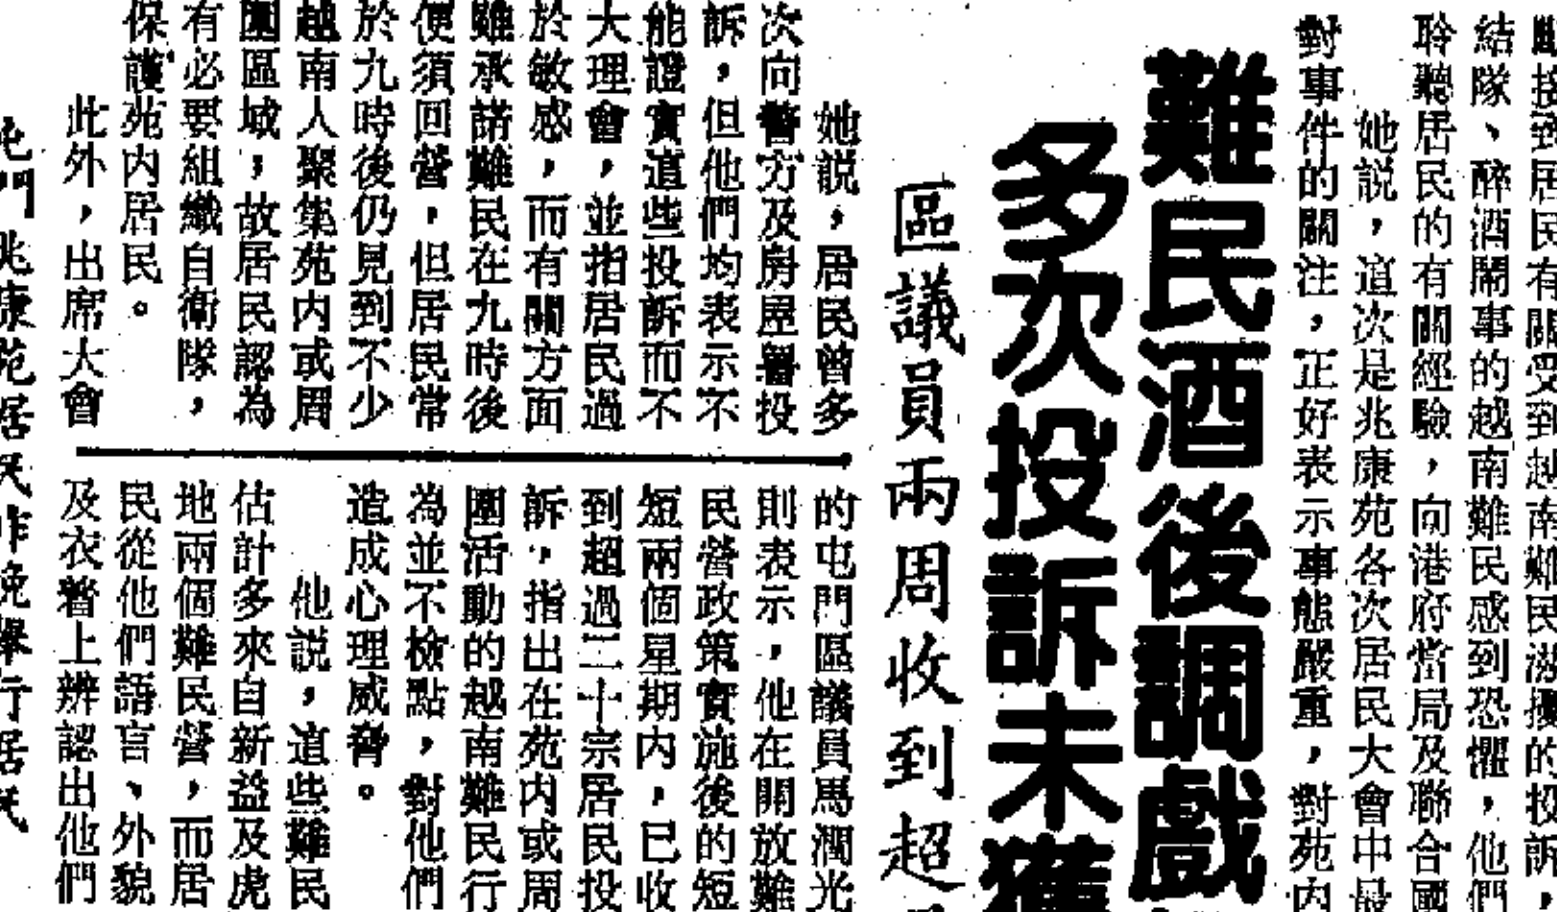 接到居民有關受到越南難民滋擾的投訴，
結隊、醉酒鬧事的越南難民感到恐懼，他們
聆聽居民的有關經驗，向港府當局及聯合國
她説，這次是兆康苑各次居民大會中最
對事件的關注，正好表示事態嚴重，對苑内
難民酒後調戲
多次投訴未獲
區議員兩周收到超
她説，居民曾多
次向警方及房屋署投
訴，但他們均表示不
能證實這些投訴而不
大理會，並指居民過
於敏感，而有關方面
雖承諾難民在九時後
便須回營，但居民常
於九時後仍見到不少
越南人聚集苑内或周
圍區域，故居民認為
有必要組織自衛隊，
保護苑内居民。
此外，出席大會
的屯門區議員馬潤光
則表示，他在開放難
民營政策實施後的短
短兩個星期内，已收
到超過二十宗居民投
訴，指出在苑内或周
圍活動的越南難民行
為並不檢點，對他們
造成心理威脅。
他説，這些難民
估計多來自新益及虎
地兩個難民營，而居
民從他們語言、外貌
及衣着上辨認出他們
屯門兆康苑居民昨晚舉行居民